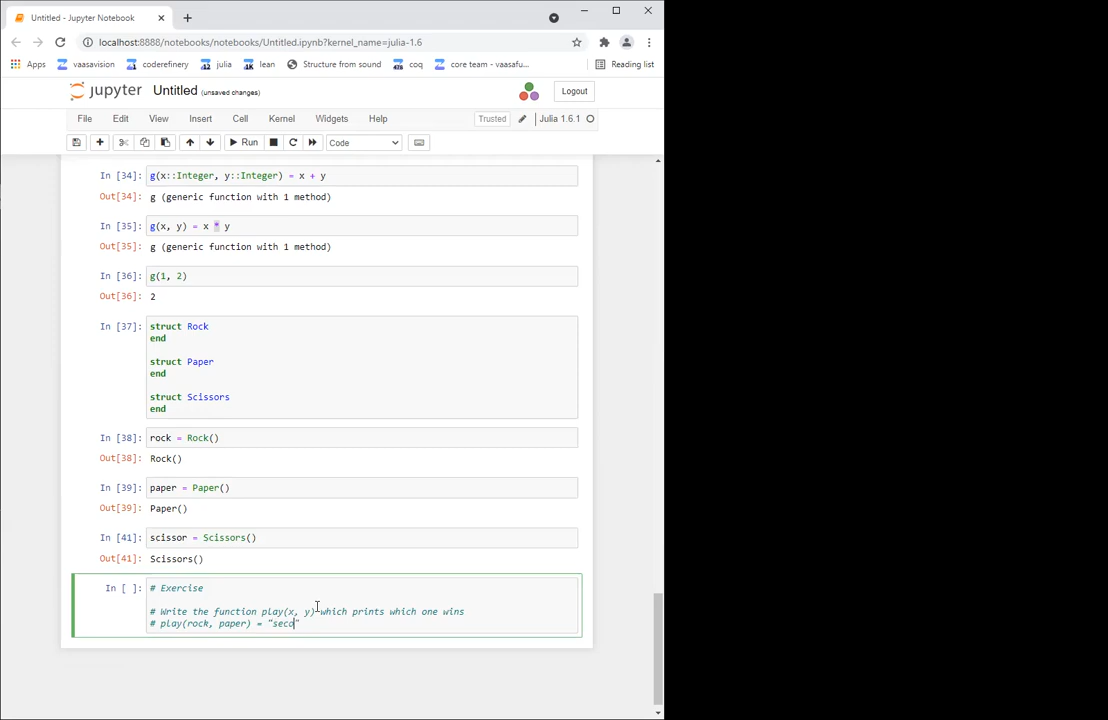 Untitled - Jupyter Notebook
localhost:8888/notebooks/notebooks/Untitled.ipynb?kernel_name=julia-1.6
Apps vaasavision coderefinery julia lean Structure from sound coq core team - vaasafu... Reading list
jupyter Untitled (unsaved changes) Logout
File Edit View Insert Cell Kernel Widgets Help Trusted Julia 1.6.1
Run Code
In [34]: g(x::Integer, y::Integer) = x + y
Out[34]: g (generic function with 1 method)
In [35]: g(x, y) = x * y
Out[35]: g (generic function with 1 method)
In [36]: g(1, 2)
Out[36]: 2
In [37]: struct Rock
end
struct Paper
end
struct Scissors
end
In [38]: rock = Rock()
Out[38]: Rock()
In [39]: paper = Paper()
Out[39]: Paper()
In [41]: scissor = Scissors()
Out[41]: Scissors()
In [ ]: # Exercise
# Write the function play(x, y) which prints which one wins
# play(rock, paper) = "seco"